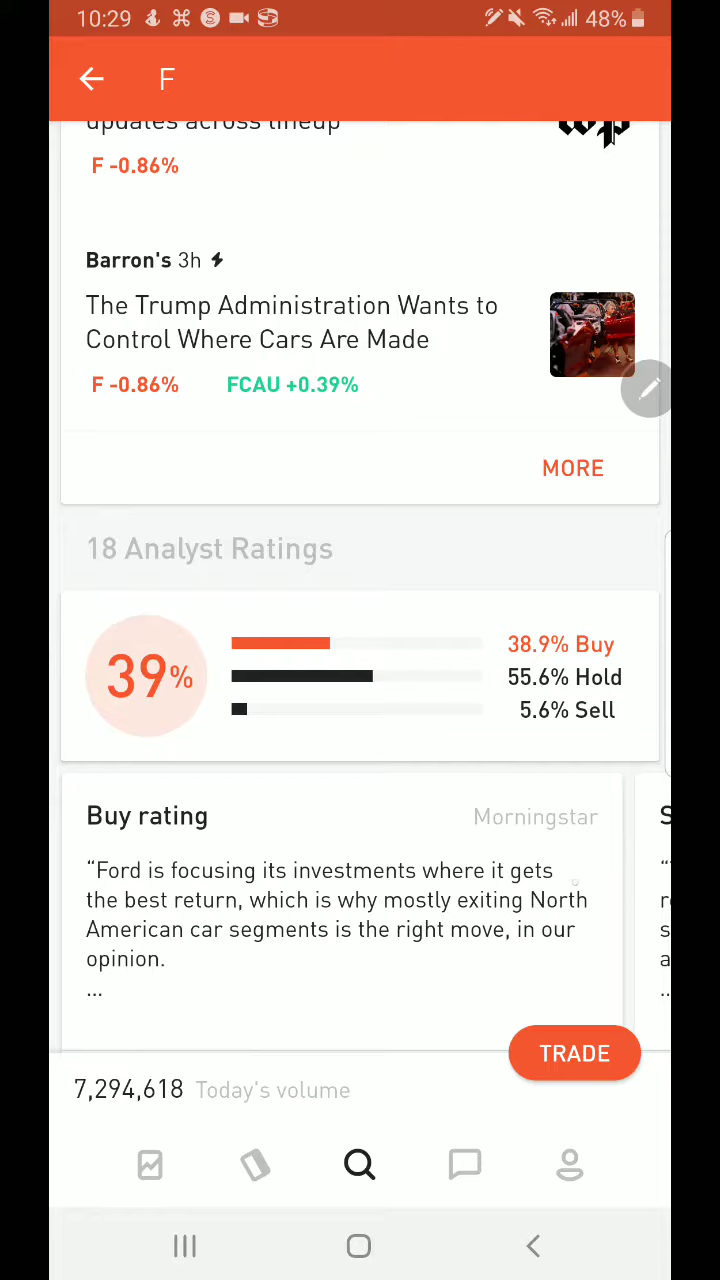 10:29
48%
F
updates across lineup
F -0.86%
Barron's 3h
The Trump Administration Wants to
Control Where Cars Are Made
F -0.86% FCAU +0.39%
MORE
18 Analyst Ratings
39%
38.9% Buy
55.6% Hold
5.6% Sell
Buy rating
Morningstar
“Ford is focusing its investments where it gets
the best return, which is why mostly exiting North
American car segments is the right move, in our
opinion.
...
TRADE
7,294,618 Today's volume